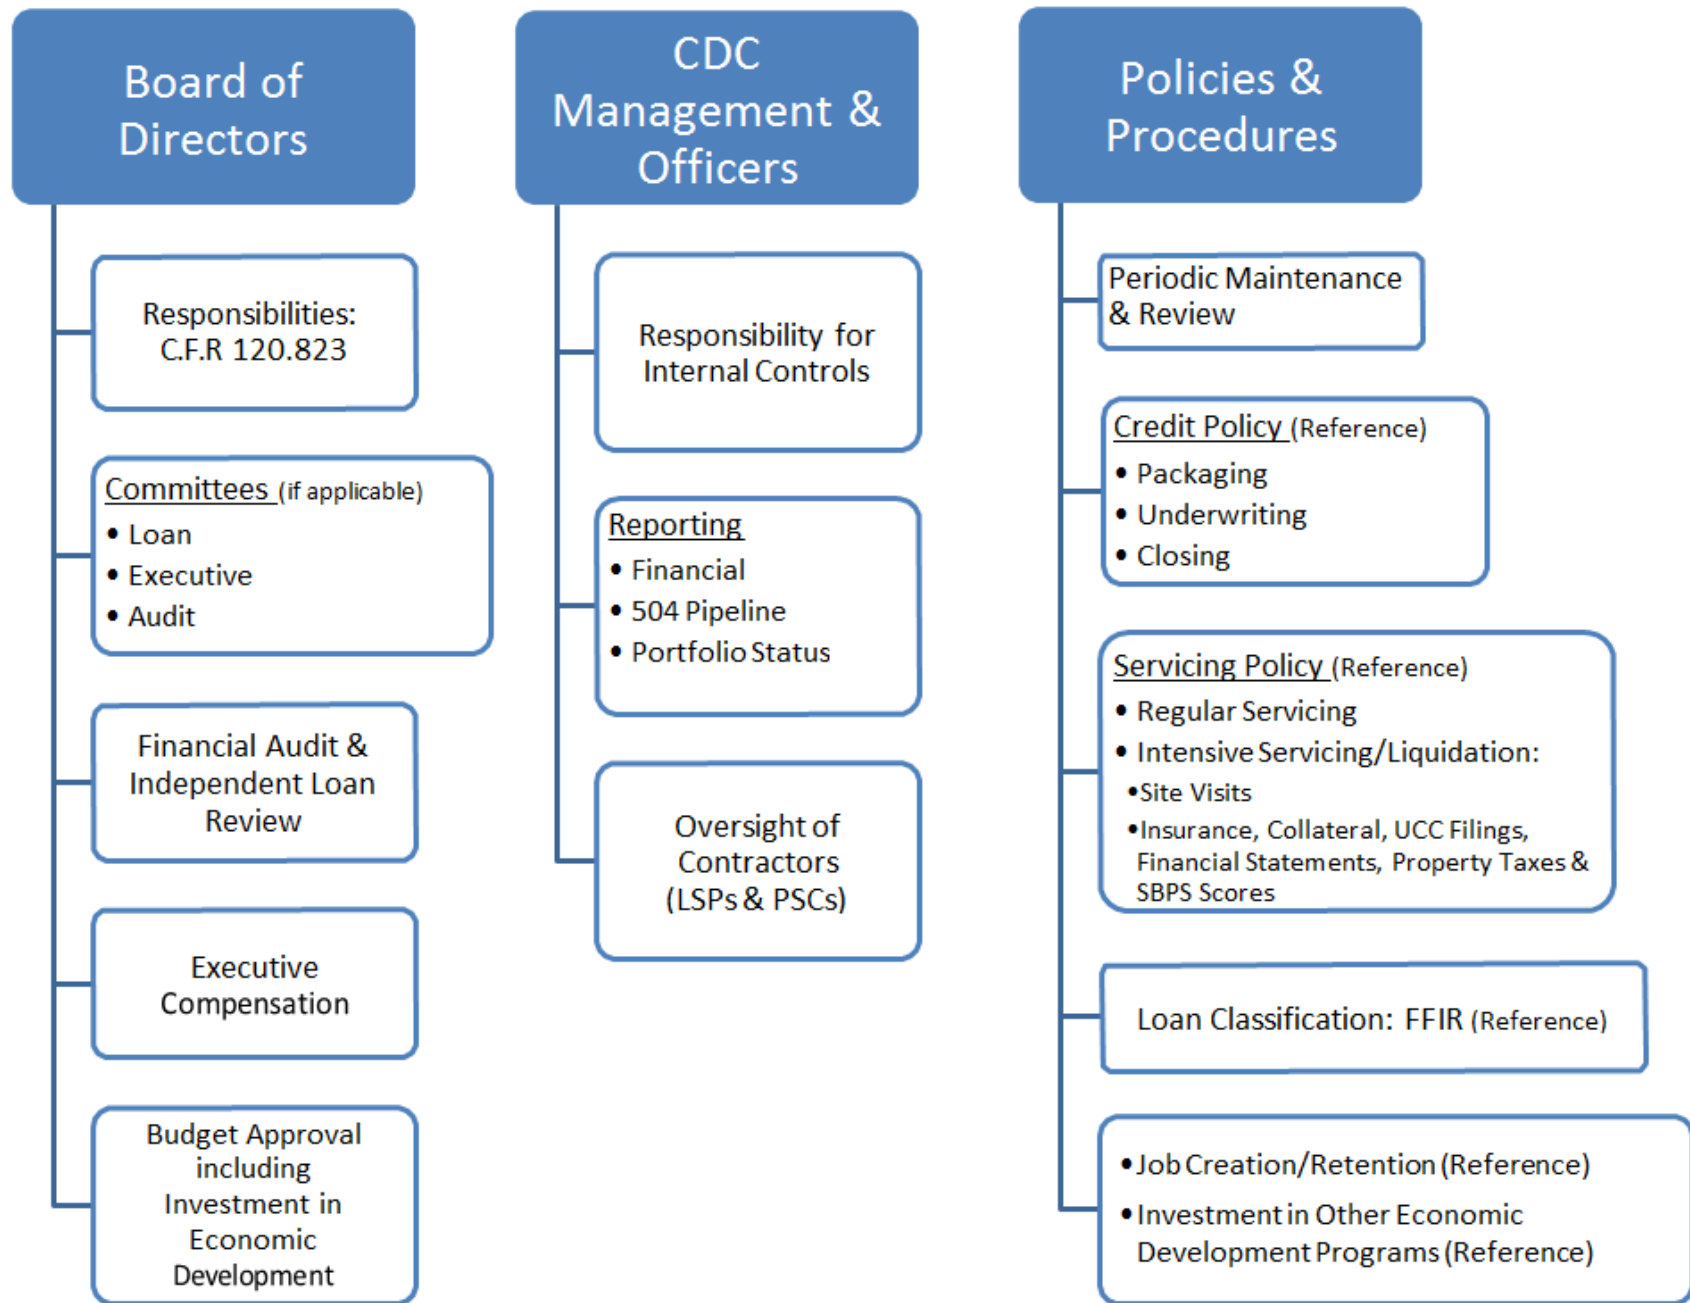 Board of
Directors
Responsibilities:
C.F.R 120.823
Committees (if applicable)
• Loan
• Executive
• Audit
Financial Audit &
Independent Loan
Review
Executive
Compensation
Budget Approval
including
Investment in
Economic
Development
CDC
Management &
Officers
Responsibility for
Internal Controls
Reporting
• Financial
• 504 Pipeline
• Portfolio Status
Oversight of
Contractors
(LSPs & PSCs)
Policies &
Procedures
Periodic Maintenance
& Review
Credit Policy (Reference)
• Packaging
• Underwriting
• Closing
Servicing Policy (Reference)
• Regular Servicing
• Intensive Servicing/Liquidation:
•Site Visits
•Insurance, Collateral, UCC Filings,
Financial Statements, Property Taxes &
SBPS Scores
Loan Classification: FFIR (Reference)
•Job Creation/Retention (Reference)
•Investment in Other Economic
Development Programs (Reference)